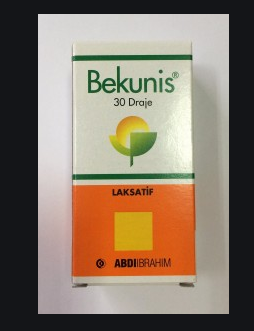 Bekunis®
30 Draje
LAKSATİF
ABDİİBRAHİM